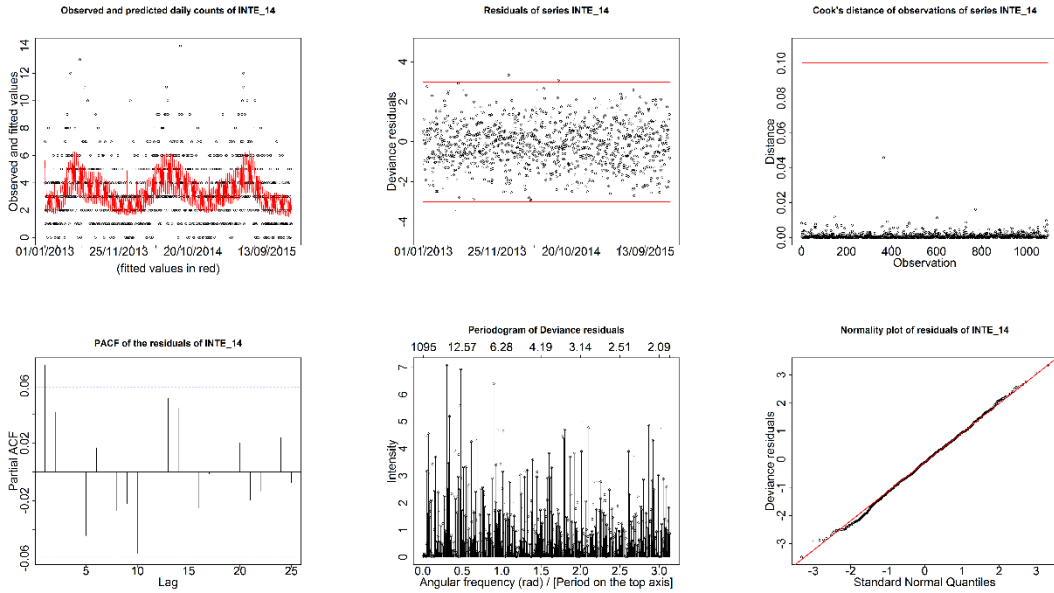 Observed and predicted daily counts of INTE_14
Observed and fitted values
14
12
10
8
6
4
2
0
01/01/2013 25/11/2013 20/10/2014 13/09/2015
(fitted values in red)
Residuals of series INTE_14
Deviance residuals
4
2
0
-2
-4
01/01/2013 25/11/2013 20/10/2014 13/09/2015
Cook's distance of observations of series INTE_14
Distance
0.10
0.08
0.06
0.04
0.02
0.00
0 200 400 600 800 1000
Observation
PACF of the residuals of INTE_14
Partial ACF
0.06
0.02
-0.02
-0.06
5 10 15 20 25
Lag
Periodogram of Deviance residuals
1095 12.57 6.28 4.19 3.14 2.51 2.09
Intensity
7
6
5
4
3
2
1
0
0.0 0.5 1.0 1.5 2.0 2.5 3.0
Angular frequency (rad) / [Period on the top axis]
Normality plot of residuals of INTE_14
Deviance residuals
3
2
1
0
-1
-2
-3
-3 -2 -1 0 1 2 3
Standard Normal Quantiles